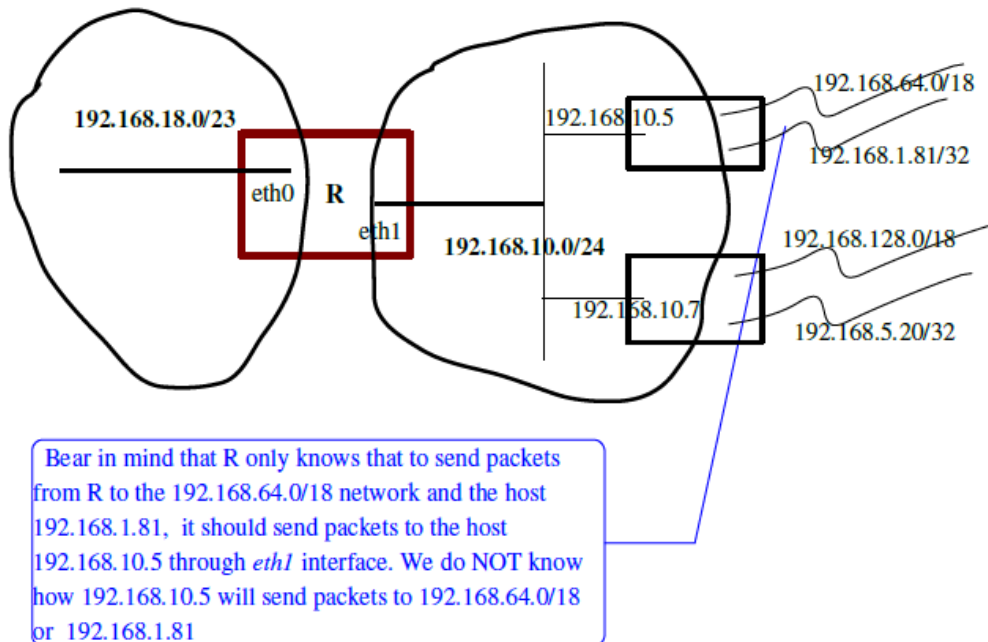 192.168.64.0/18
192.168.18.0/23
192.168.10.5
192.168.1.81/32
eth0
R
eth1
192.168.10.0/24
192.168.128.0/18
192.168.10.7
192.168.5.20/32
Bear in mind that R only knows that to send packets
from R to the 192.168.64.0/18 network and the host
192.168.1.81, it should send packets to the host
192.168.10.5 through eth1 interface. We do NOT know
how 192.168.10.5 will send packets to 192.168.64.0/18
or 192.168.1.81